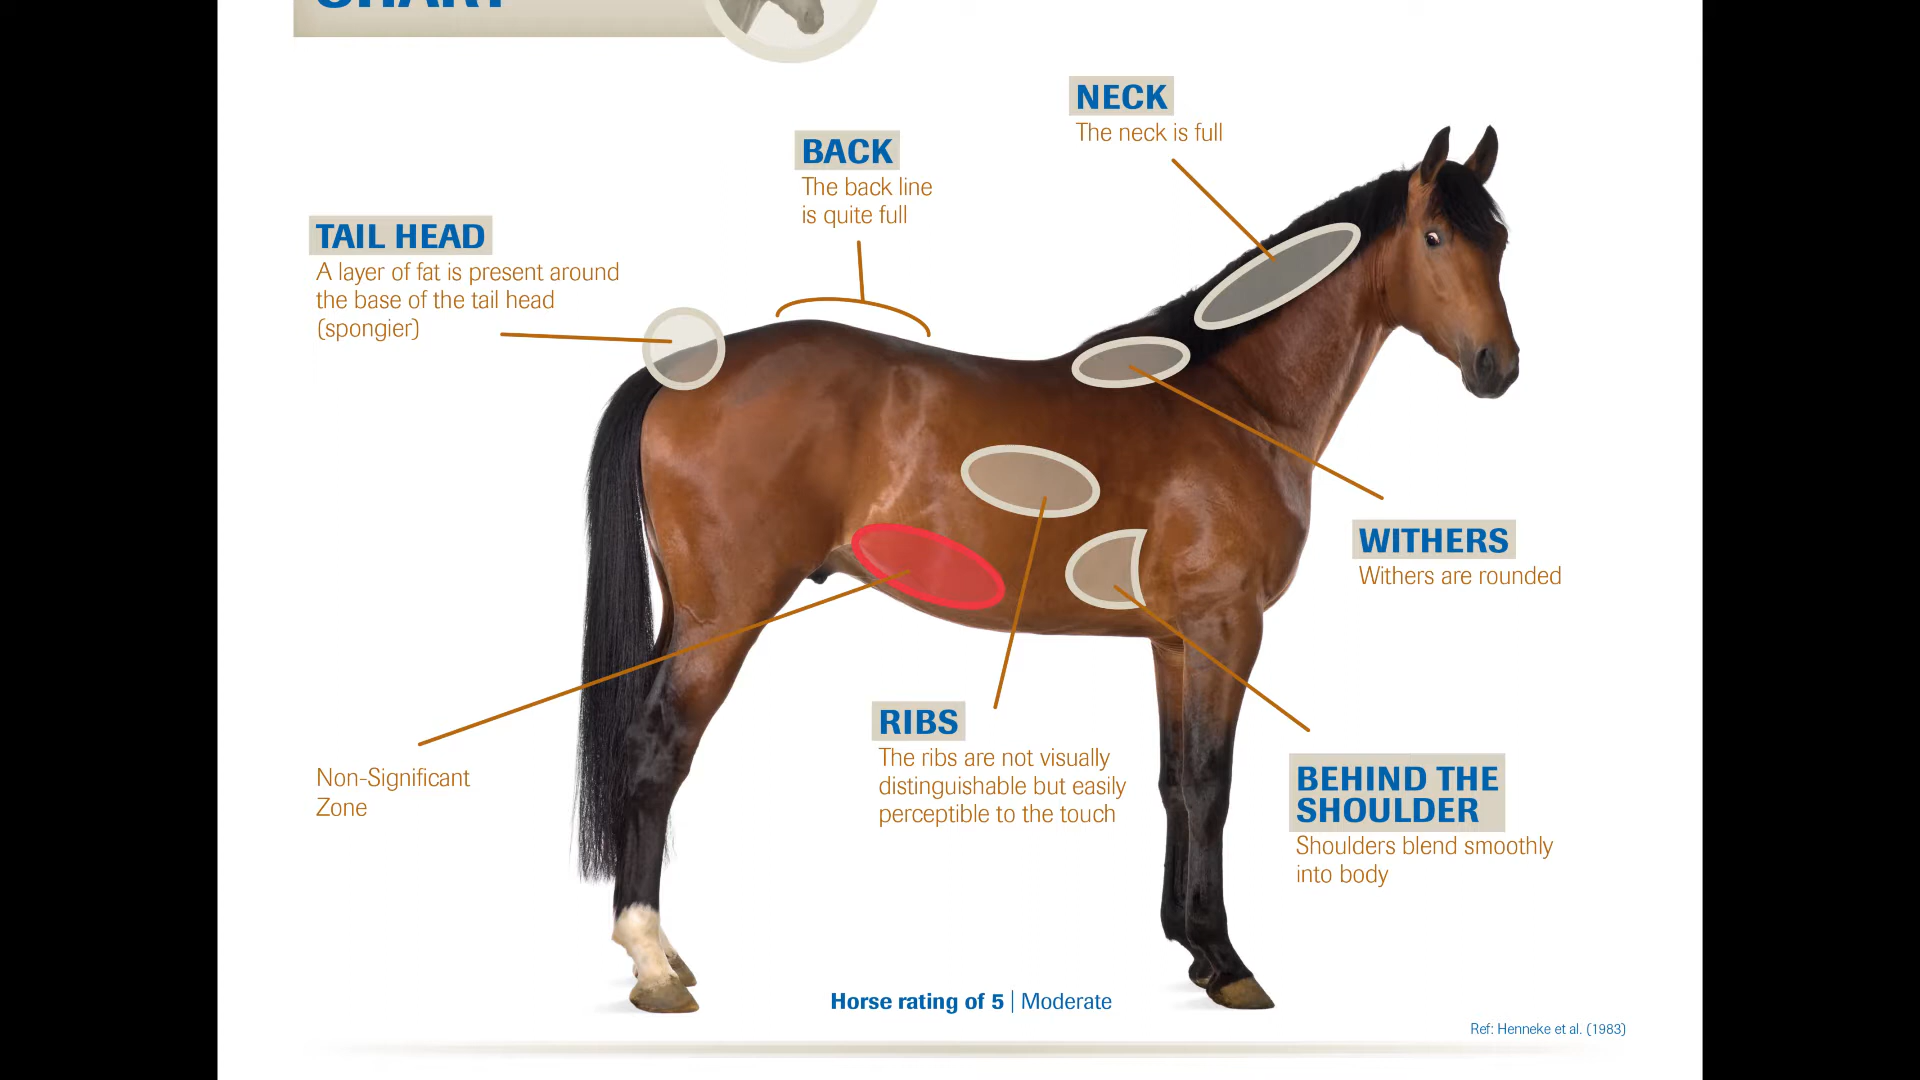 CHART
NECK
The neck is full
BACK
The back line
is quite full
TAIL HEAD
A layer of fat is present around
the base of the tail head
(spongier)
WITHERS
Withers are rounded
RIBS
The ribs are not visually
distinguishable but easily
perceptible to the touch
BEHIND THE
SHOULDER
Shoulders blend smoothly
into body
Non-Significant
Zone
Horse rating of 5 | Moderate
Ref: Henneke et al. (1983)